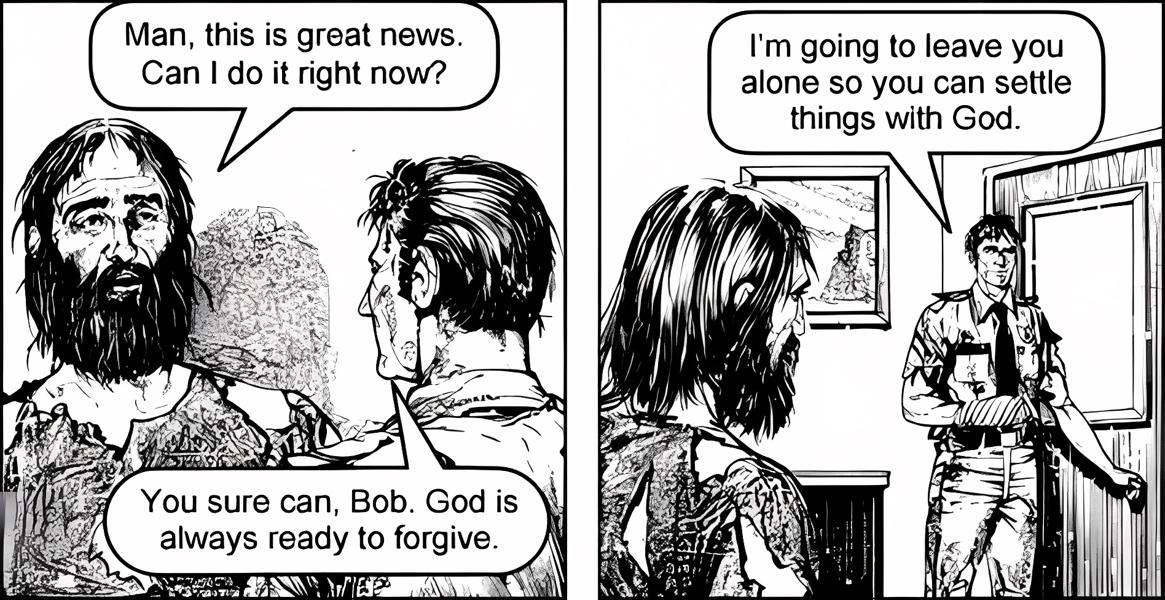 Man, this is great news.
Can I do it right now?
You sure can, Bob. God is
always ready to forgive.
I'm going to leave you
alone so you can settle
things with God.